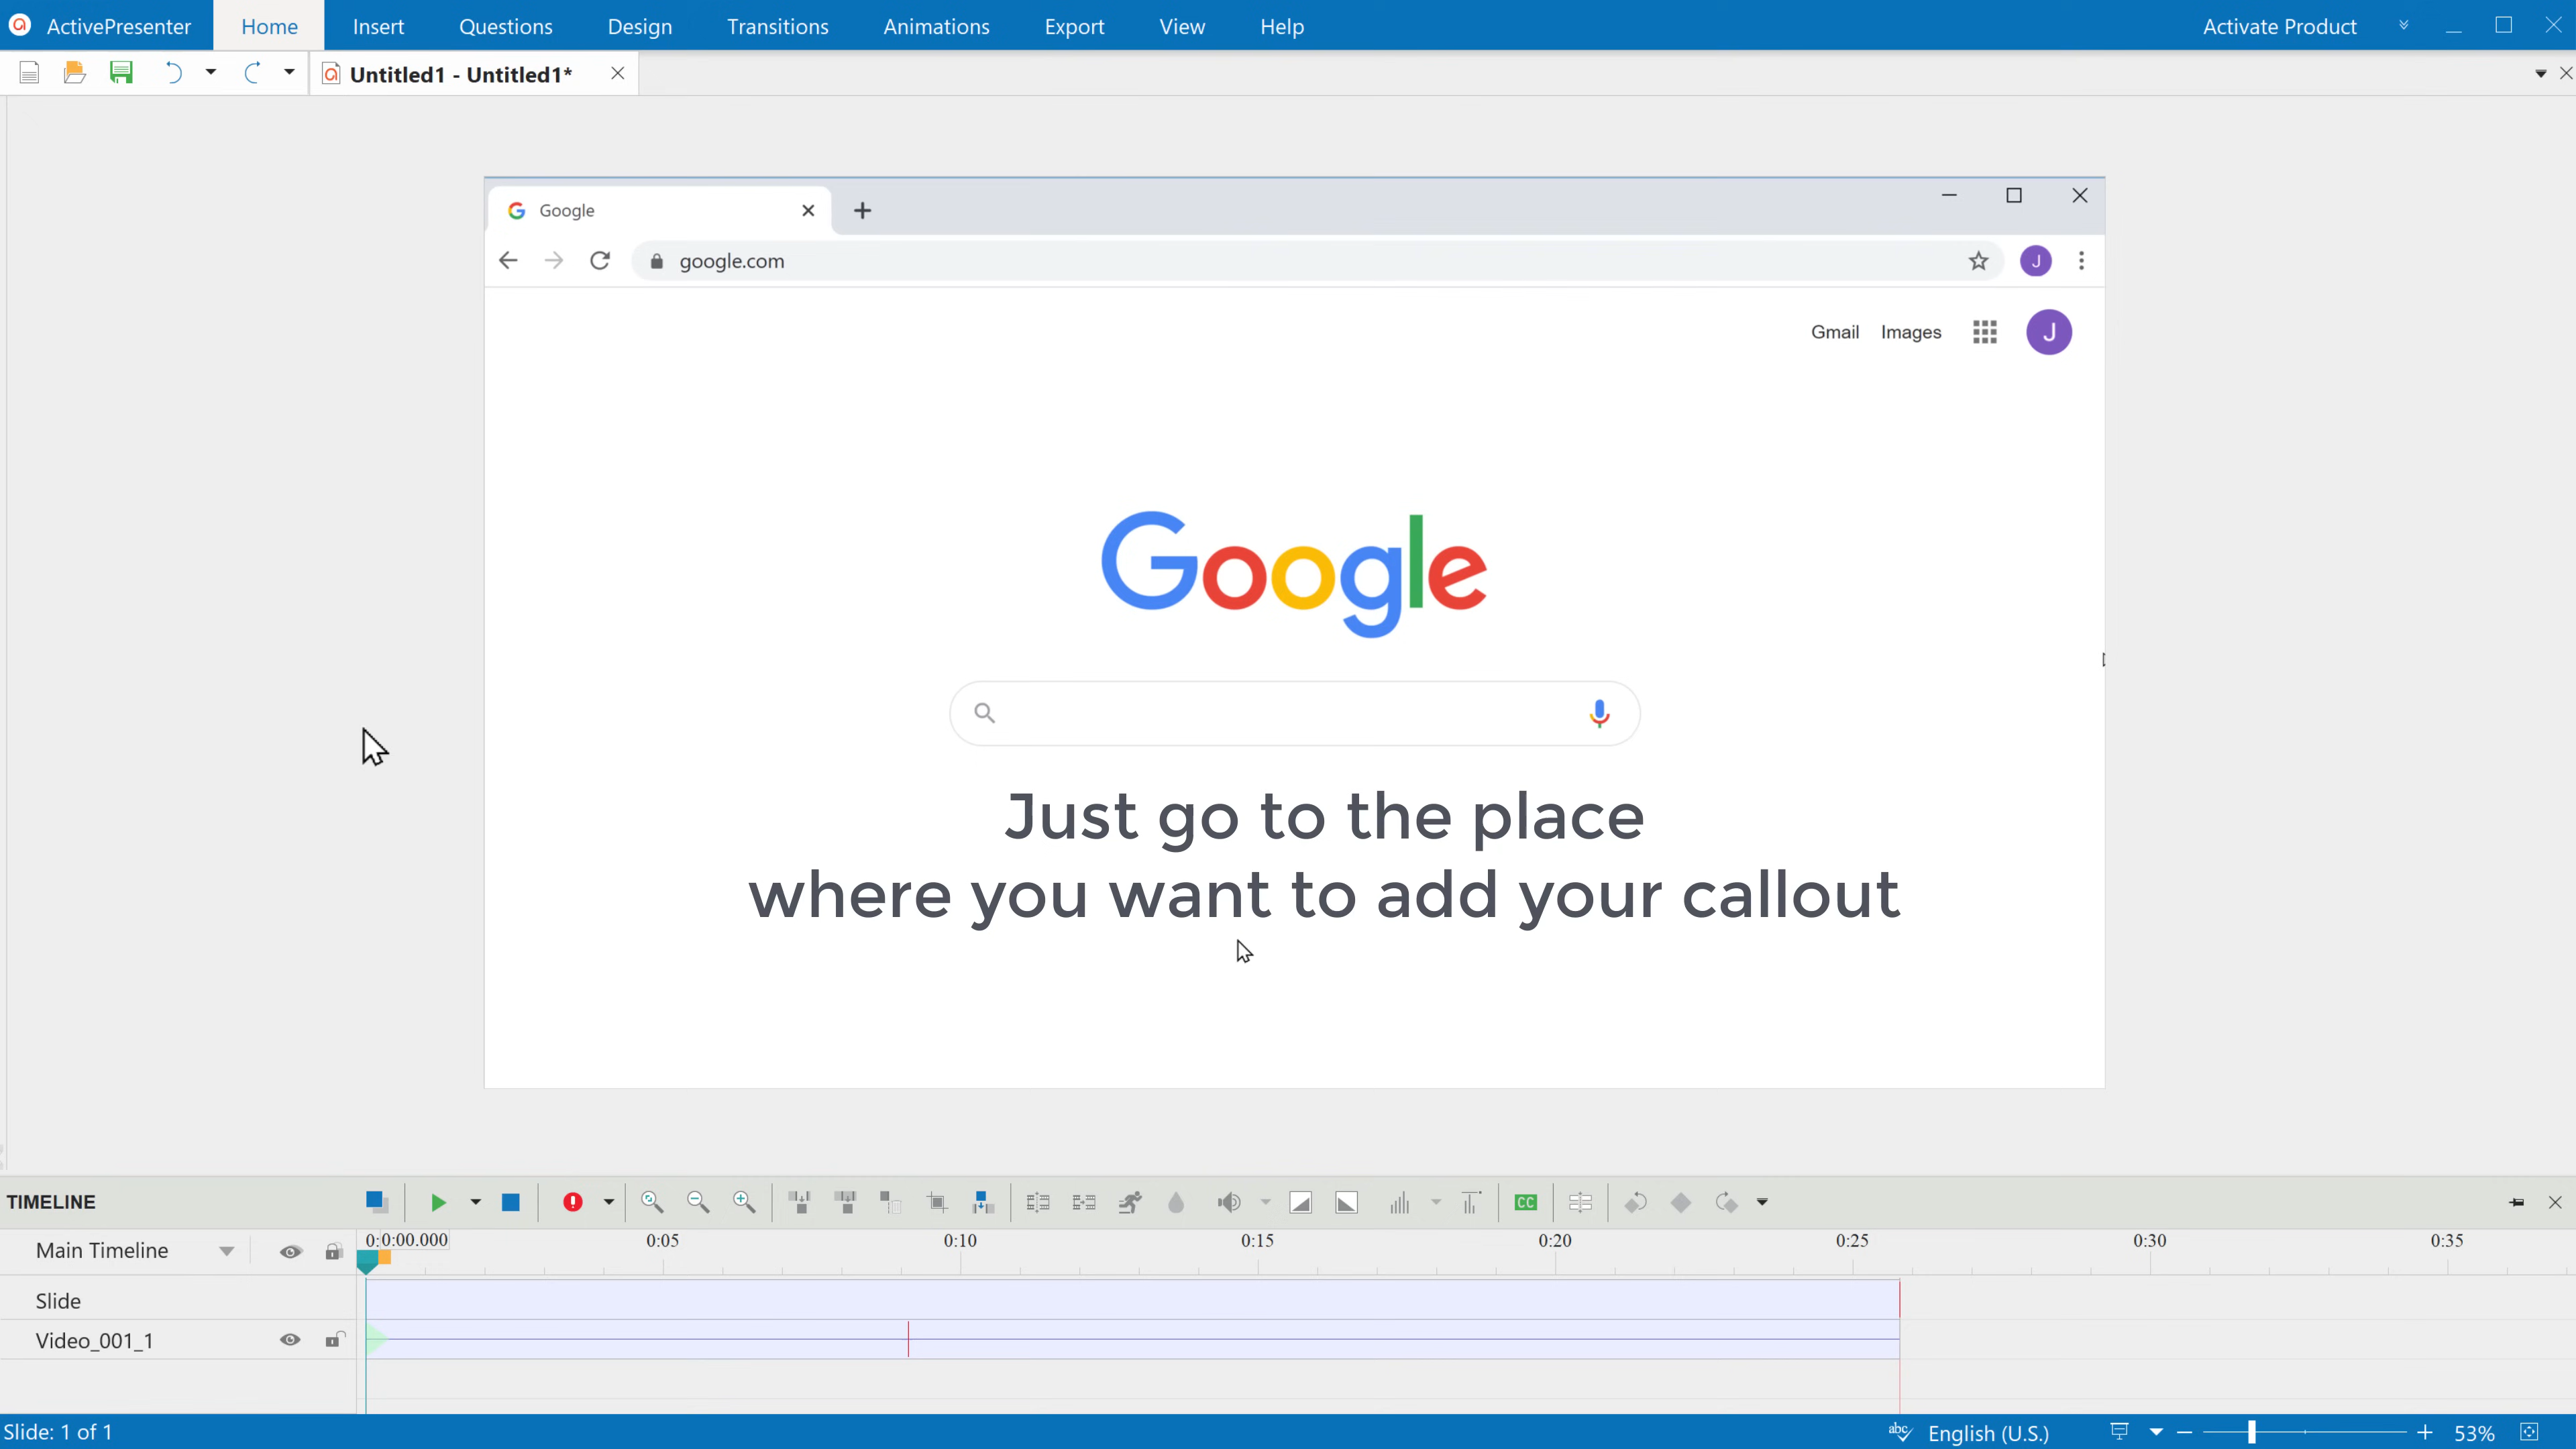 ActivePresenter Home Insert Questions Design Transitions Animations Export View Help Activate Product
Untitled1 - Untitled1*
Google
google.com
J
Gmail Images J
Google
Just go to the place
where you want to add your callout
TIMELINE
CC
Main Timeline 0:0:00.000 0:05 0:10 0:15 0:20 0:25 0:30 0:35
Slide
Video_001_1
Slide: 1 of 1 abc English (U.S.) 53%